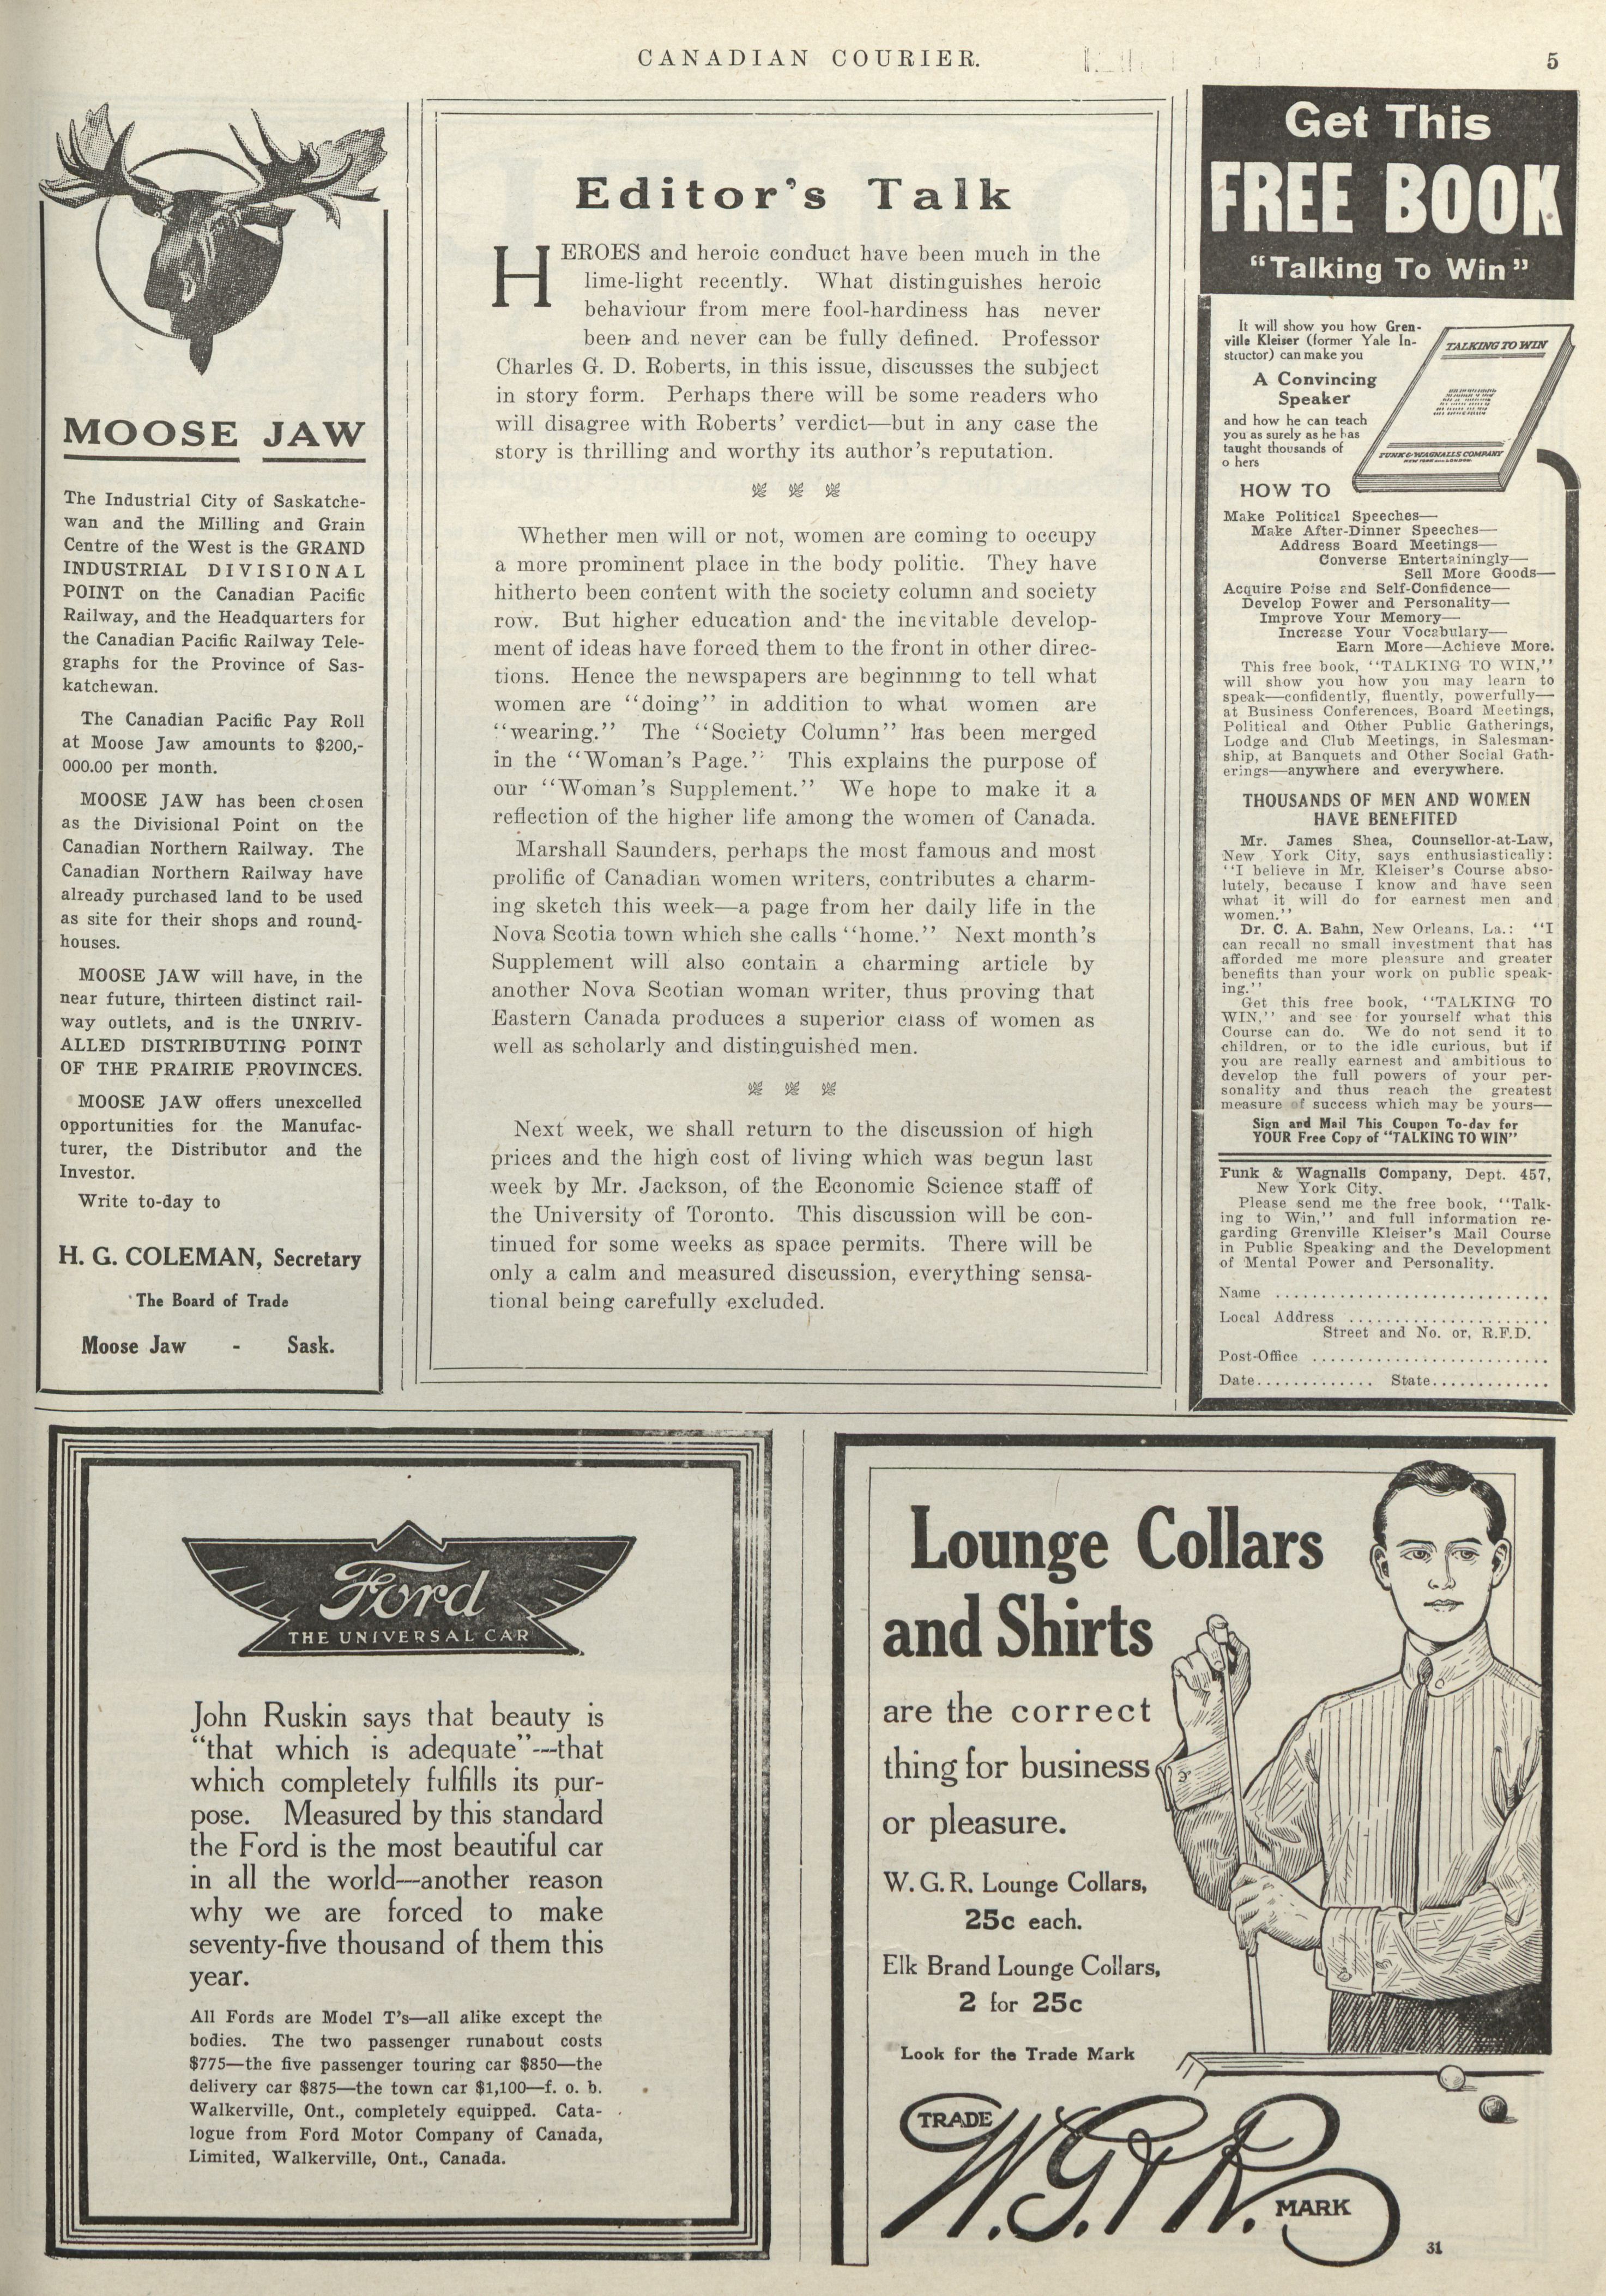 CANADIAN COURIER.
5
MOOSE JAW
The Industrial City of Saskatche-
wan and the Milling and Grain
Centre of the West is the GRAND
INDUSTRIAL DIVISIONAL
POINT on the Canadian Pacific
Railway, and the Headquarters for
the Canadian Pacific Railway Tele-
graphs for the Province of Sas-
katchewan.
The Canadian Pacific Pay Roll
at Moose Jaw amounts to $200,-
000.00 per month.
MOOSE JAW has been chosen
as the Divisional Point on the
Canadian Northern Railway. The
Canadian Northern Railway have
already purchased land to be used
as site for their shops and round-
houses.
MOOSE JAW will have, in the
near future, thirteen distinct rail-
way outlets, and is the UNRIV-
ALLED DISTRIBUTING POINT
OF THE PRAIRIE PROVINCES.
MOOSE JAW offers unexcelled
opportunities for the Manufac-
turer, the Distributor and the
Investor.
Write to-day to
H. G. COLEMAN, Secretary
The Board of Trade
Moose Jaw - Sask.
Editor's Talk
HEROES and heroic conduct have been much in the
lime-light recently. What distinguishes heroic
behaviour from mere fool-hardiness has never
been and never can be fully defined. Professor
Charles G. D. Roberts, in this issue, discusses the subject
in story form. Perhaps there will be some readers who
will disagree with Roberts' verdict—but in any case the
story is thrilling and worthy its author's reputation.
Whether men will or not, women are coming to occupy
a more prominent place in the body politic. They have
hitherto been content with the society column and society
row. But higher education and the inevitable develop-
ment of ideas have forced them to the front in other direc-
tions. Hence the newspapers are beginning to tell what
women are "doing" in addition to what women are
"wearing." The "Society Column" has been merged
in the "Woman's Page." This explains the purpose of
our "Woman's Supplement." We hope to make it a
reflection of the higher life among the women of Canada.
Marshall Saunders, perhaps the most famous and most
prolific of Canadian women writers, contributes a charm-
ing sketch this week—a page from her daily life in the
Nova Scotia town which she calls "home." Next month's
Supplement will also contain a charming article by
another Nova Scotian woman writer, thus proving that
Eastern Canada produces a superior class of women as
well as scholarly and distinguished men.
Next week, we shall return to the discussion of high
prices and the high cost of living which was begun last
week by Mr. Jackson, of the Economic Science staff of
the University of Toronto. This discussion will be con-
tinued for some weeks as space permits. There will be
only a calm and measured discussion, everything sensa-
tional being carefully excluded.
Get This
FREE BOOK
"Talking To Win"
It will show you how Gren-
ville Kleiser (former Yale In-
structor) can make you
A Convincing
Speaker
and how he can teach
you as surely as he has
taught thousands of
o hers
TALKING TO WIN
FUNK & WAGNALLS COMPANY
NEW YORK AND LONDON
HOW TO
Make Political Speeches—
Make After-Dinner Speeches—
Address Board Meetings—
Converse Entertainingly—
Sell More Goods—
Acquire Poise and Self-Confidence—
Develop Power and Personality—
Improve Your Memory—
Increase Your Vocabulary—
Earn More—Achieve More.
This free book, "TALKING TO WIN,"
will show you how you may learn to
speak—confidently, fluently, powerfully—
at Business Conferences, Board Meetings,
Political and Other Public Gatherings,
Lodge and Club Meetings, in Salesman-
ship, at Banquets and Other Social Gath-
erings—anywhere and everywhere.
THOUSANDS OF MEN AND WOMEN
HAVE BENEFITED
Mr. James Shea, Counsellor-at-Law,
New York City, says enthusiastically:
"I believe in Mr. Kleiser's Course abso-
lutely, because I know and have seen
what it will do for earnest men and
women."
Dr. C. A. Bahn, New Orleans, La.: "I
can recall no small investment that has
afforded me more pleasure and greater
benefits than your work on public speak-
ing."
Get this free book, "TALKING TO
WIN," and see for yourself what this
Course can do. We do not send it to
children, or to the idle curious, but if
you are really earnest and ambitious to
develop the full powers of your per-
sonality and thus reach the greatest
measure of success which may be yours—
Sign and Mail This Coupon To-day for
YOUR Free Copy of "TALKING TO WIN"
Funk & Wagnalls Company, Dept. 457,
New York City.
Please send me the free book, "Talk-
ing to Win," and full information re-
garding Grenville Kleiser's Mail Course
in Public Speaking and the Development
of Mental Power and Personality.
Name ..............................
Local Address ......................
Street and No. or, R.F.D.
Post-Office ..........................
Date............. State.............
Ford
THE UNIVERSAL CAR
John Ruskin says that beauty is
"that which is adequate"---that
which completely fulfills its pur-
pose. Measured by this standard
the Ford is the most beautiful car
in all the world---another reason
why we are forced to make
seventy-five thousand of them this
year.
All Fords are Model T's—all alike except the
bodies. The two passenger runabout costs
$775—the five passenger touring car $850—the
delivery car $875—the town car $1,100—f. o. b.
Walkerville, Ont., completely equipped. Cata-
logue from Ford Motor Company of Canada,
Limited, Walkerville, Ont., Canada.
Lounge Collars
and Shirts
are the correct
thing for business
or pleasure.
W. G. R. Lounge Collars,
25c each.
Elk Brand Lounge Collars,
2 for 25c
Look for the Trade Mark
TRADE
W. G. & R.
MARK
31